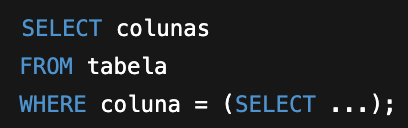 SELECT colunas
FROM tabela
WHERE coluna = (SELECT ...);